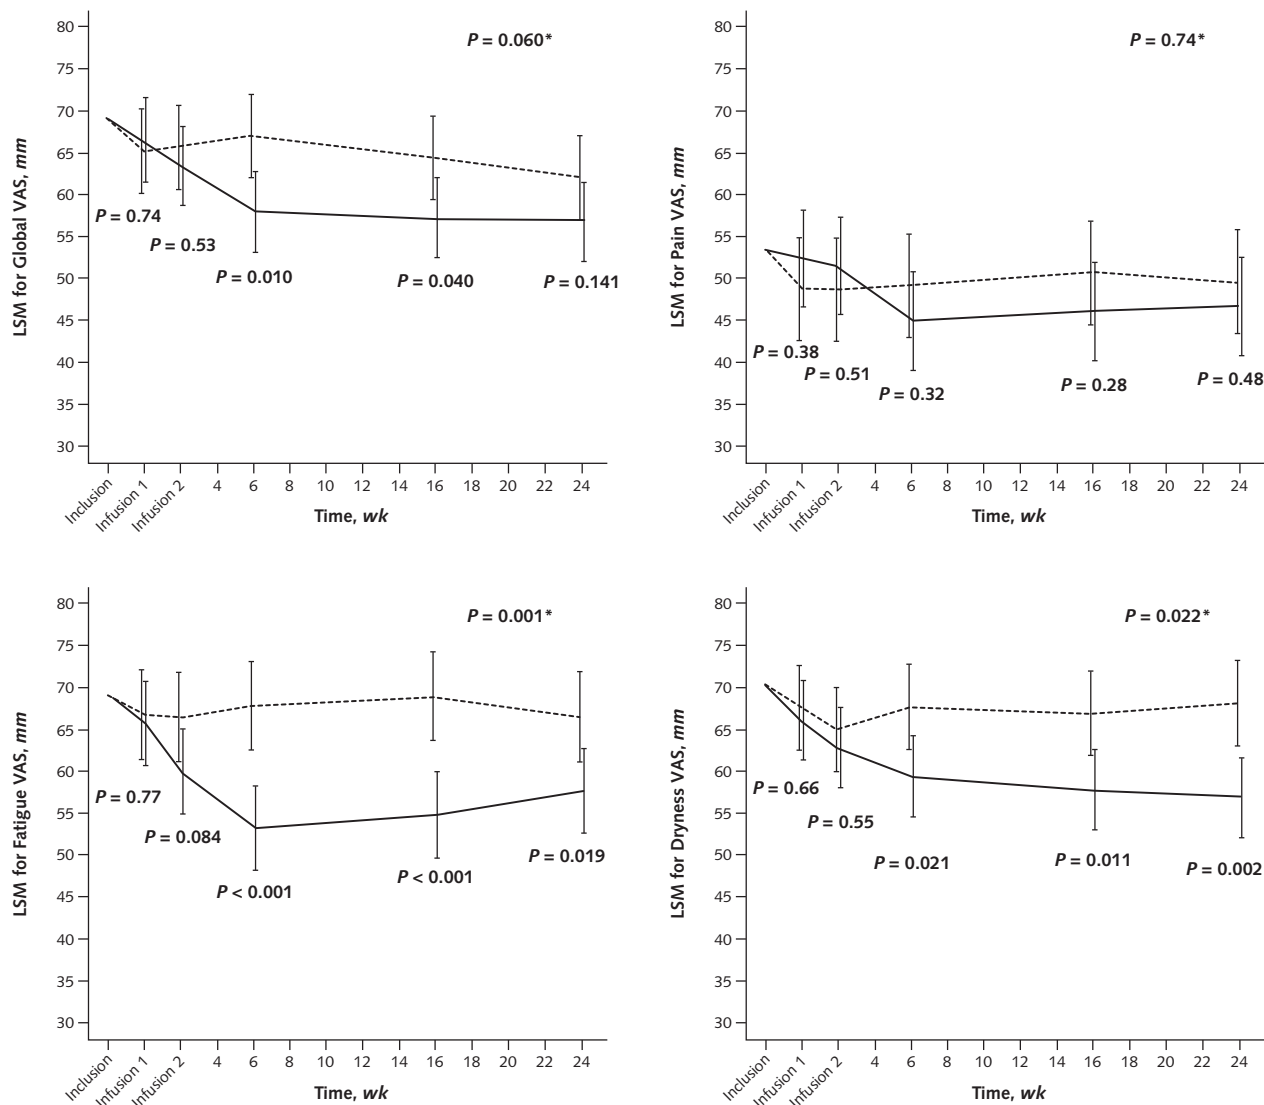 LSM for Global VAS, mm
80
75
70
65
60
55
50
45
40
35
30
P = 0.060*
P = 0.74
P = 0.53
P = 0.010
P = 0.040
P = 0.141
Inclusion
Infusion 1
Infusion 2
4 6 8 10 12 14 16 18 20 22 24
Time, wk
LSM for Pain VAS, mm
80
75
70
65
60
55
50
45
40
35
30
P = 0.74*
P = 0.38
P = 0.51
P = 0.32
P = 0.28
P = 0.48
Inclusion
Infusion 1
Infusion 2
4 6 8 10 12 14 16 18 20 22 24
Time, wk
LSM for Fatigue VAS, mm
80
75
70
65
60
55
50
45
40
35
30
P = 0.001*
P = 0.77
P = 0.084
P < 0.001
P < 0.001
P = 0.019
Inclusion
Infusion 1
Infusion 2
4 6 8 10 12 14 16 18 20 22 24
Time, wk
LSM for Dryness VAS, mm
80
75
70
65
60
55
50
45
40
35
30
P = 0.022*
P = 0.66
P = 0.55
P = 0.021
P = 0.011
P = 0.002
Inclusion
Infusion 1
Infusion 2
4 6 8 10 12 14 16 18 20 22 24
Time, wk